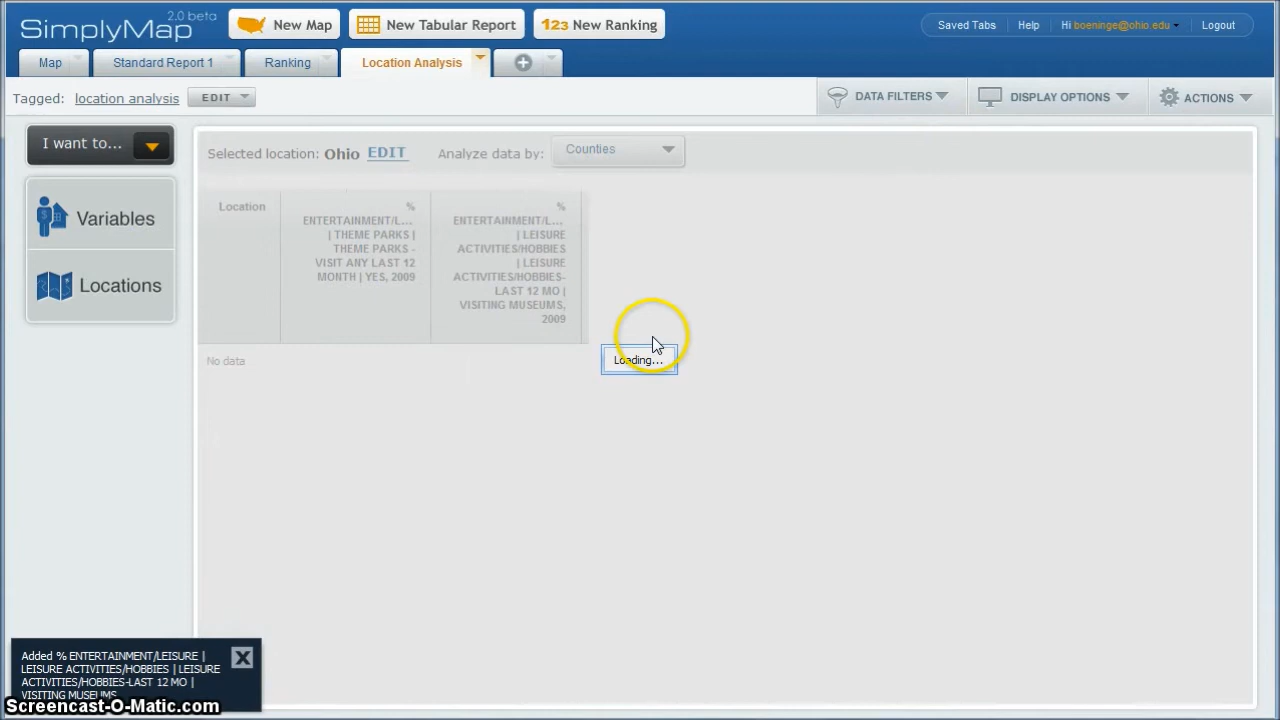 SimplyMap 2.0 beta
New Map
New Tabular Report
123 New Ranking
Saved Tabs
Help
Hi boeninge@ohio.edu
Logout
Map
Standard Report 1
Ranking
Location Analysis
Tagged: location analysis EDIT
DATA FILTERS
DISPLAY OPTIONS
ACTIONS
I want to...
Variables
Locations
Selected location: Ohio EDIT Analyze data by: Counties
Location
%
ENTERTAINMENT/L...
| THEME PARKS |
THEME PARKS -
VISIT ANY LAST 12
MONTH | YES, 2009
%
ENTERTAINMENT/L...
| LEISURE
ACTIVITIES/HOBBIES
| LEISURE
ACTIVITIES/HOBBIES-
LAST 12 MO |
VISITING MUSEUMS,
2009
No data
Loading...
Added % ENTERTAINMENT/LEISURE |
LEISURE ACTIVITIES/HOBBIES | LEISURE
ACTIVITIES/HOBBIES-LAST 12 MO |
VISITING MUSEUMS
Screencast-O-Matic.com